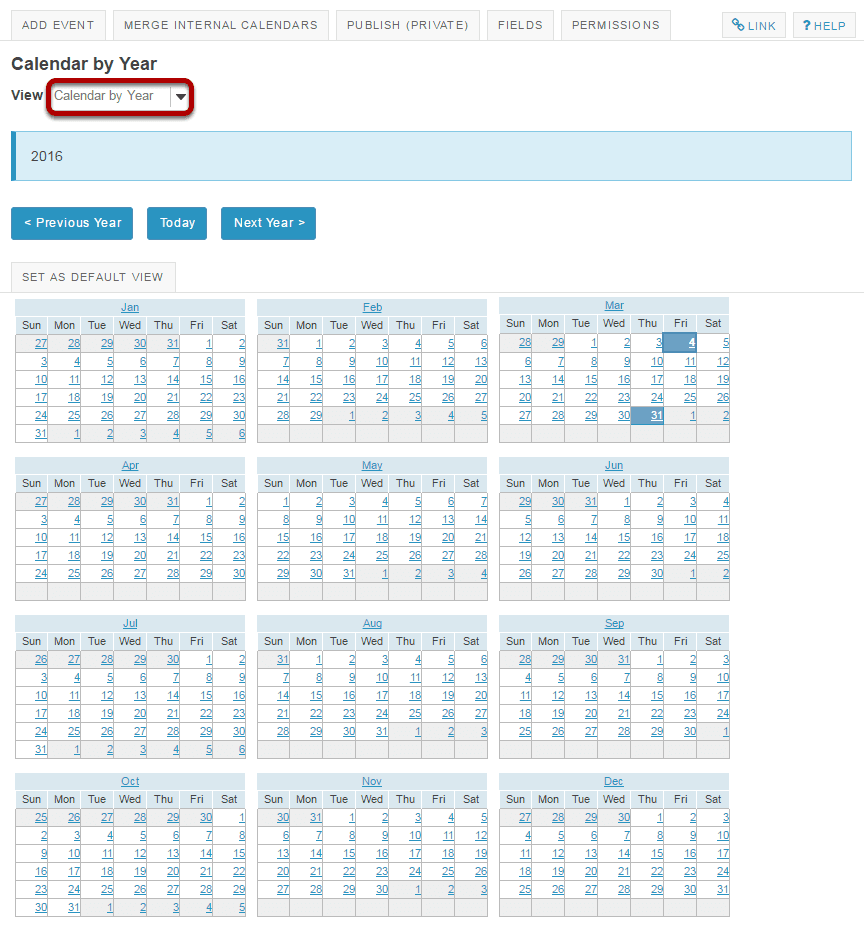 ADD EVENT MERGE INTERNAL CALENDARS PUBLISH (PRIVATE) FIELDS PERMISSIONS LINK ? HELP
Calendar by Year
View Calendar by Year
2016
< Previous Year Today Next Year >
SET AS DEFAULT VIEW
Jan Feb Mar
Sun Mon Tue Wed Thu Fri Sat Sun Mon Tue Wed Thu Fri Sat Sun Mon Tue Wed Thu Fri Sat
27 28 29 30 31 1 2 31 1 2 3 4 5 6 28 29 1 2 3 4 5
3 4 5 6 7 8 9 7 8 9 10 11 12 13 6 7 8 9 10 11 12
10 11 12 13 14 15 16 14 15 16 17 18 19 20 13 14 15 16 17 18 19
17 18 19 20 21 22 23 21 22 23 24 25 26 27 20 21 22 23 24 25 26
24 25 26 27 28 29 30 28 29 1 2 3 4 5 27 28 29 30 31 1 2
31 1 2 3 4 5 6
Apr May Jun
Sun Mon Tue Wed Thu Fri Sat Sun Mon Tue Wed Thu Fri Sat Sun Mon Tue Wed Thu Fri Sat
27 28 29 30 31 1 2 1 2 3 4 5 6 7 29 30 31 1 2 3 4
3 4 5 6 7 8 9 8 9 10 11 12 13 14 5 6 7 8 9 10 11
10 11 12 13 14 15 16 15 16 17 18 19 20 21 12 13 14 15 16 17 18
17 18 19 20 21 22 23 22 23 24 25 26 27 28 19 20 21 22 23 24 25
24 25 26 27 28 29 30 29 30 31 1 2 3 4 26 27 28 29 30 1 2
Jul Aug Sep
Sun Mon Tue Wed Thu Fri Sat Sun Mon Tue Wed Thu Fri Sat Sun Mon Tue Wed Thu Fri Sat
26 27 28 29 30 1 2 31 1 2 3 4 5 6 28 29 30 31 1 2 3
3 4 5 6 7 8 9 7 8 9 10 11 12 13 4 5 6 7 8 9 10
10 11 12 13 14 15 16 14 15 16 17 18 19 20 11 12 13 14 15 16 17
17 18 19 20 21 22 23 21 22 23 24 25 26 27 18 19 20 21 22 23 24
24 25 26 27 28 29 30 28 29 30 31 1 2 3 25 26 27 28 29 30 1
31 1 2 3 4 5 6
Oct Nov Dec
Sun Mon Tue Wed Thu Fri Sat Sun Mon Tue Wed Thu Fri Sat Sun Mon Tue Wed Thu Fri Sat
25 26 27 28 29 30 1 30 31 1 2 3 4 5 27 28 29 30 1 2 3
2 3 4 5 6 7 8 6 7 8 9 10 11 12 4 5 6 7 8 9 10
9 10 11 12 13 14 15 13 14 15 16 17 18 19 11 12 13 14 15 16 17
16 17 18 19 20 21 22 20 21 22 23 24 25 26 18 19 20 21 22 23 24
23 24 25 26 27 28 29 27 28 29 30 1 2 3 25 26 27 28 29 30 31
30 31 1 2 3 4 5